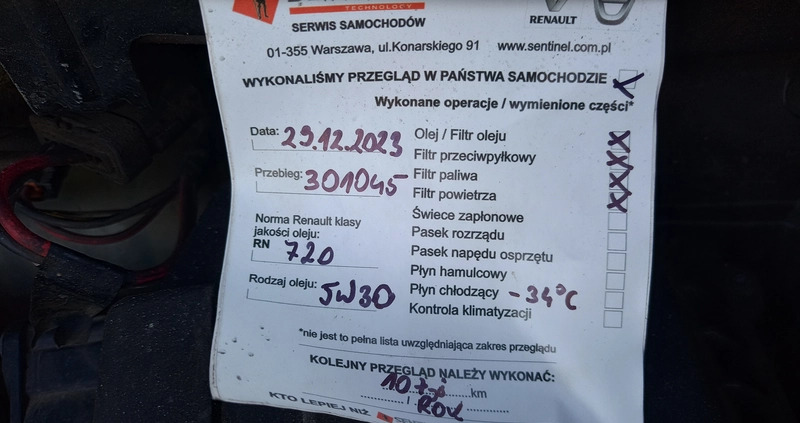 TECHNOLOGY
SERWIS SAMOCHODÓW
RENAULT
01-355 Warszawa, ul.Konarskiego 91 www.sentinel.com.pl
WYKONALIŚMY PRZEGLĄD W PAŃSTWA SAMOCHODZIE X
Wykonane operacje / wymienione części*
Data: 29.12.2023
Olej / Filtr oleju X
Filtr przeciwpyłkowy X
Przebieg: 301045
Filtr paliwa X
Filtr powietrza X
Świece zapłonowe
Norma Renault klasy
jakości oleju:
RN 720
Pasek rozrządu
Pasek napędu osprzętu
Płyn hamulcowy
Rodzaj oleju: 5W30
Płyn chłodzący -34°C
Kontrola klimatyzacji
*nie jest to pełna lista uwzględniająca zakres przeglądu
KOLEJNY PRZEGLĄD NALEŻY WYKONAĆ:
10 tyś km
/ ROK
KTO LEPIEJ NIŻ